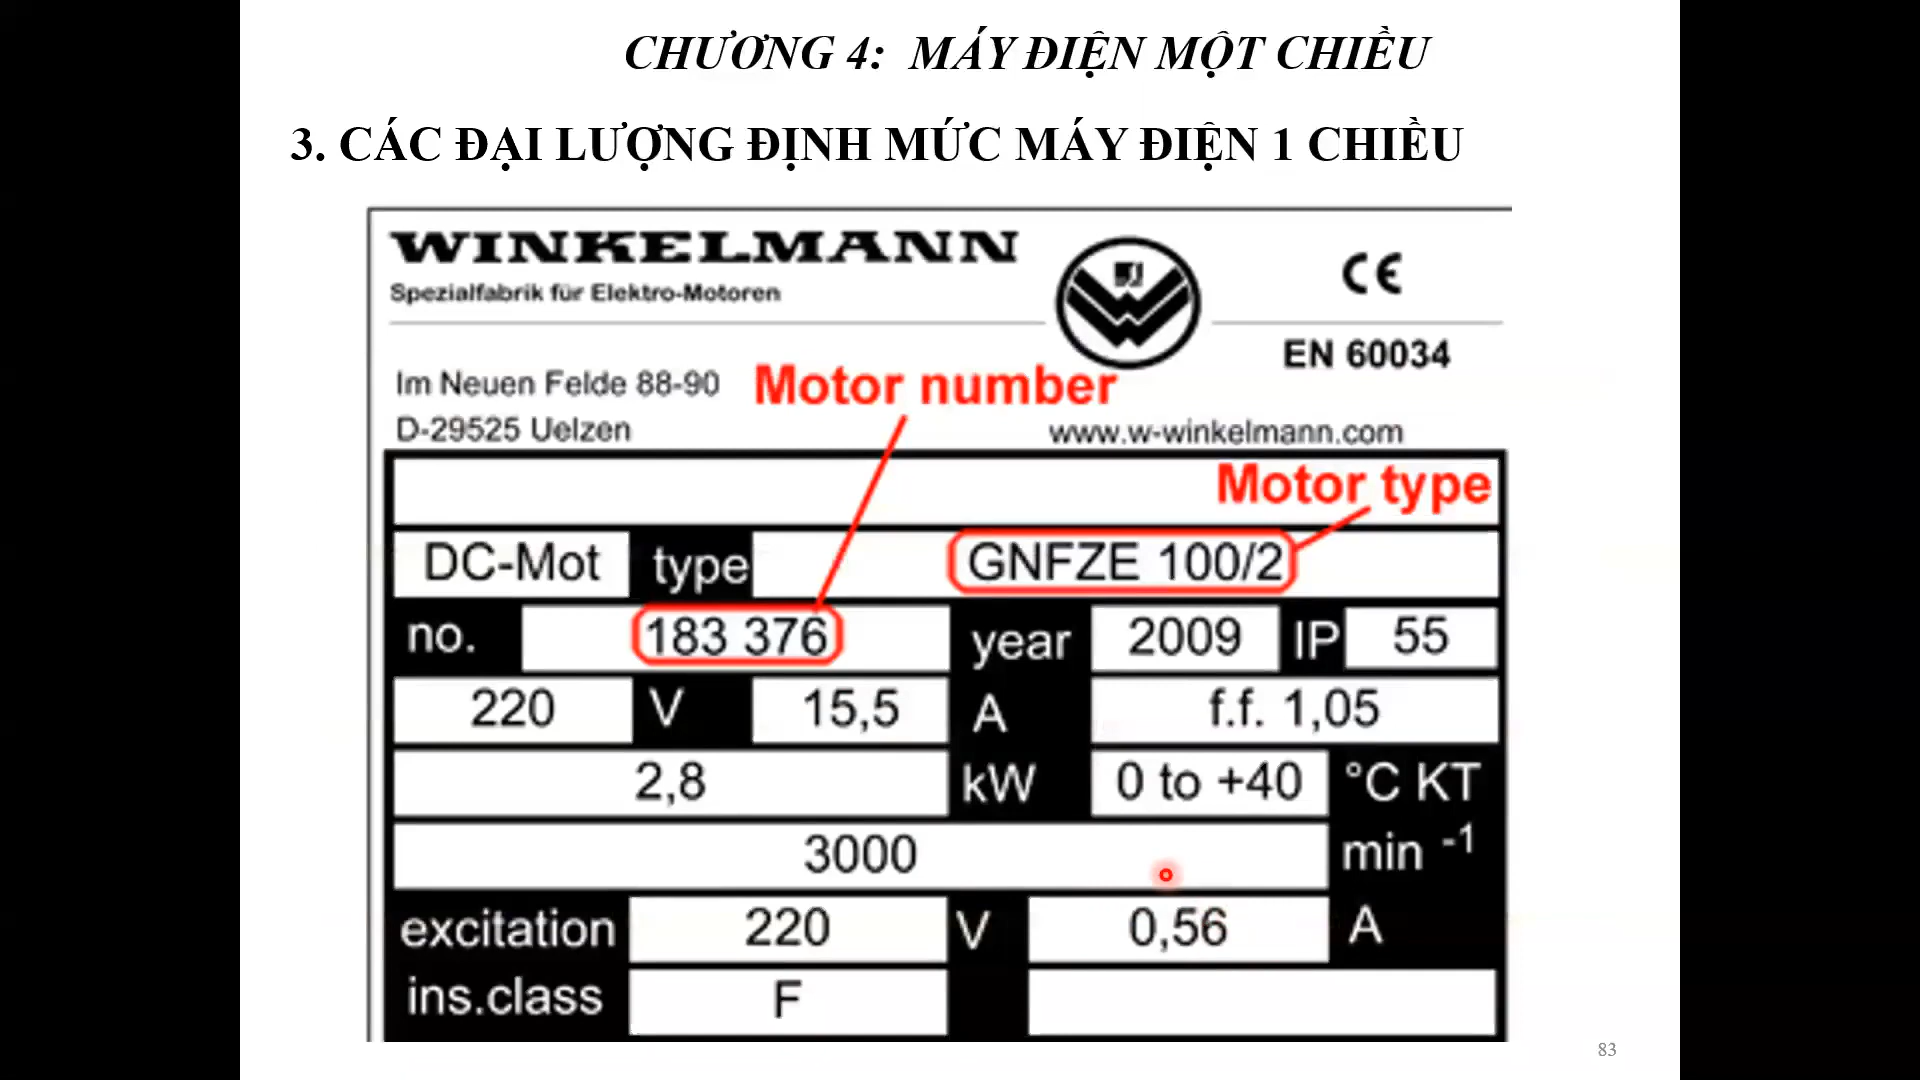 CHƯƠNG 4: MÁY ĐIỆN MỘT CHIỀU
3. CÁC ĐẠI LƯỢNG ĐỊNH MỨC MÁY ĐIỆN 1 CHIỀU
WINKELMANN
Spezialfabrik für Elektro-Motoren
CE
EN 60034
Im Neuen Felde 88-90
Motor number
D-29525 Uelzen
www.w-winkelmann.com
Motor type
DC-Mot type GNFZE 100/2
no. 183 376 year 2009 IP 55
220 V 15,5 A f.f. 1,05
2,8 kW 0 to +40 °C KT
3000 min -1
excitation 220 V 0,56 A
ins.class F
83